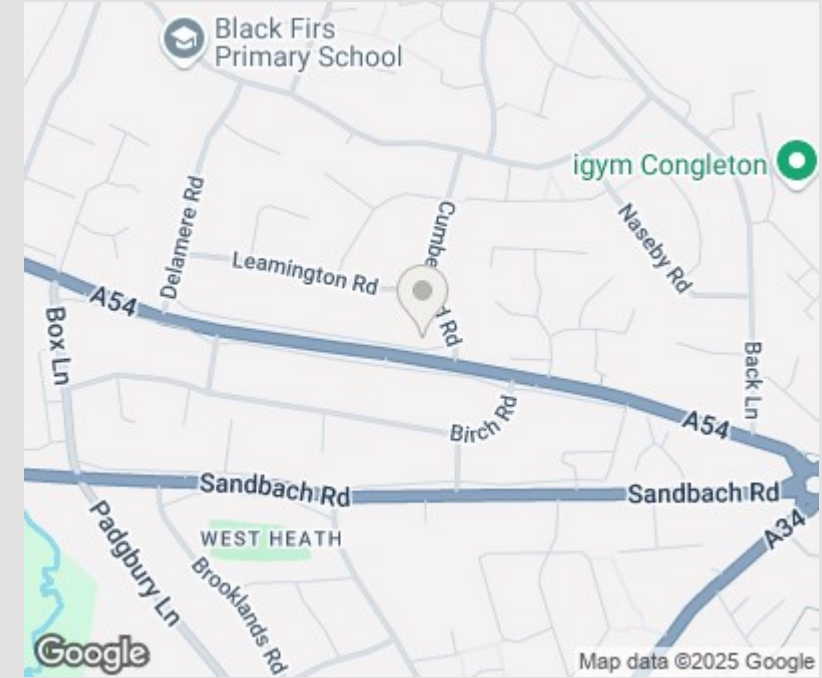 Black Firs
Primary School
igym Congleton
Delamere Rd
Naseby Rd
Leamington Rd
A54
Box Ln
Back Ln
Birch Rd
A54
Sandbach Rd
Sandbach Rd
WEST HEATH
A34
Padgbury Ln
Brooklands Rd
Google
Map data ©2025 Google